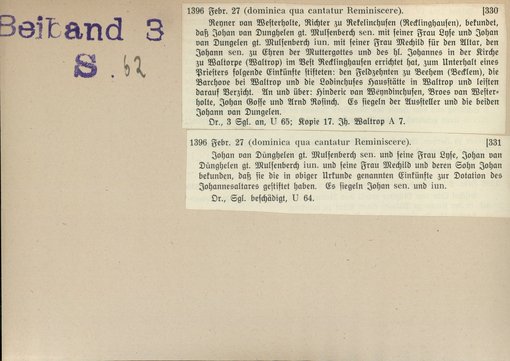 Beiband 3
S. 62
1396 Febr. 27 (dominica qua cantatur Reminiscere). [330
Reyner van Westerholte, Richter zu Rekelinchusen (Recklinghausen), bekundet,
daß Johan van Dunghelen gt. Mulsenberch sen. mit seiner Frau Lyse und Johan
van Dungelen gt. Mulsenberch iun. mit seiner Frau Mechild für den Altar, den
Johann sen. zu Ehren der Muttergottes und des hl. Johannes in der Kirche
zu Waltorpe (Waltrop) im Vest Recklinghausen errichtet hat, zum Unterhalt eines
Priesters folgende Einkünfte stifteten: den Feldzehnten zu Beehem (Becklem), die
Barchove bei Waltrop und die Lodinchuses Hausstätte in Waltrop und leisten
darauf Verzicht. An und über: Hinderic van Weyndinchusen, Broes van Wester-
holte, Johan Gosse und Arnd Rosinch. Es siegeln der Aussteller und die beiden
Johann van Dungelen.
Or., 3 Sgl. an, U 65; Kopie 17. Jh. Waltrop A 7.
1396 Febr. 27 (dominica qua cantatur Reminiscere). [331
Johan van Dünghelen gt. Mulsenberch sen. und seine Frau Lyse, Johan van
Dünghelen gt. Mulsenberch iun. und seine Frau Mechild und deren Sohn Johan
bekunden, daß sie die in obiger Urkunde genannten Einkünfte zur Dotation des
Johannesaltares gestiftet haben. Es siegeln Johan sen. und iun.
Or., Sgl. beschädigt, U 64.